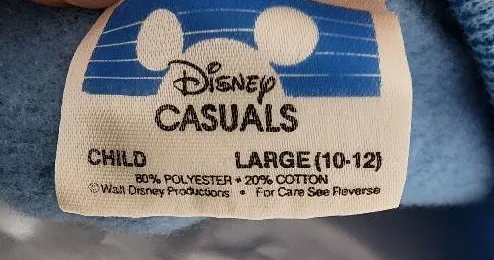 Disney
CASUALS
CHILD LARGE (10-12)
80% POLYESTER • 20% COTTON
© Walt Disney Productions • For Care See Reverse